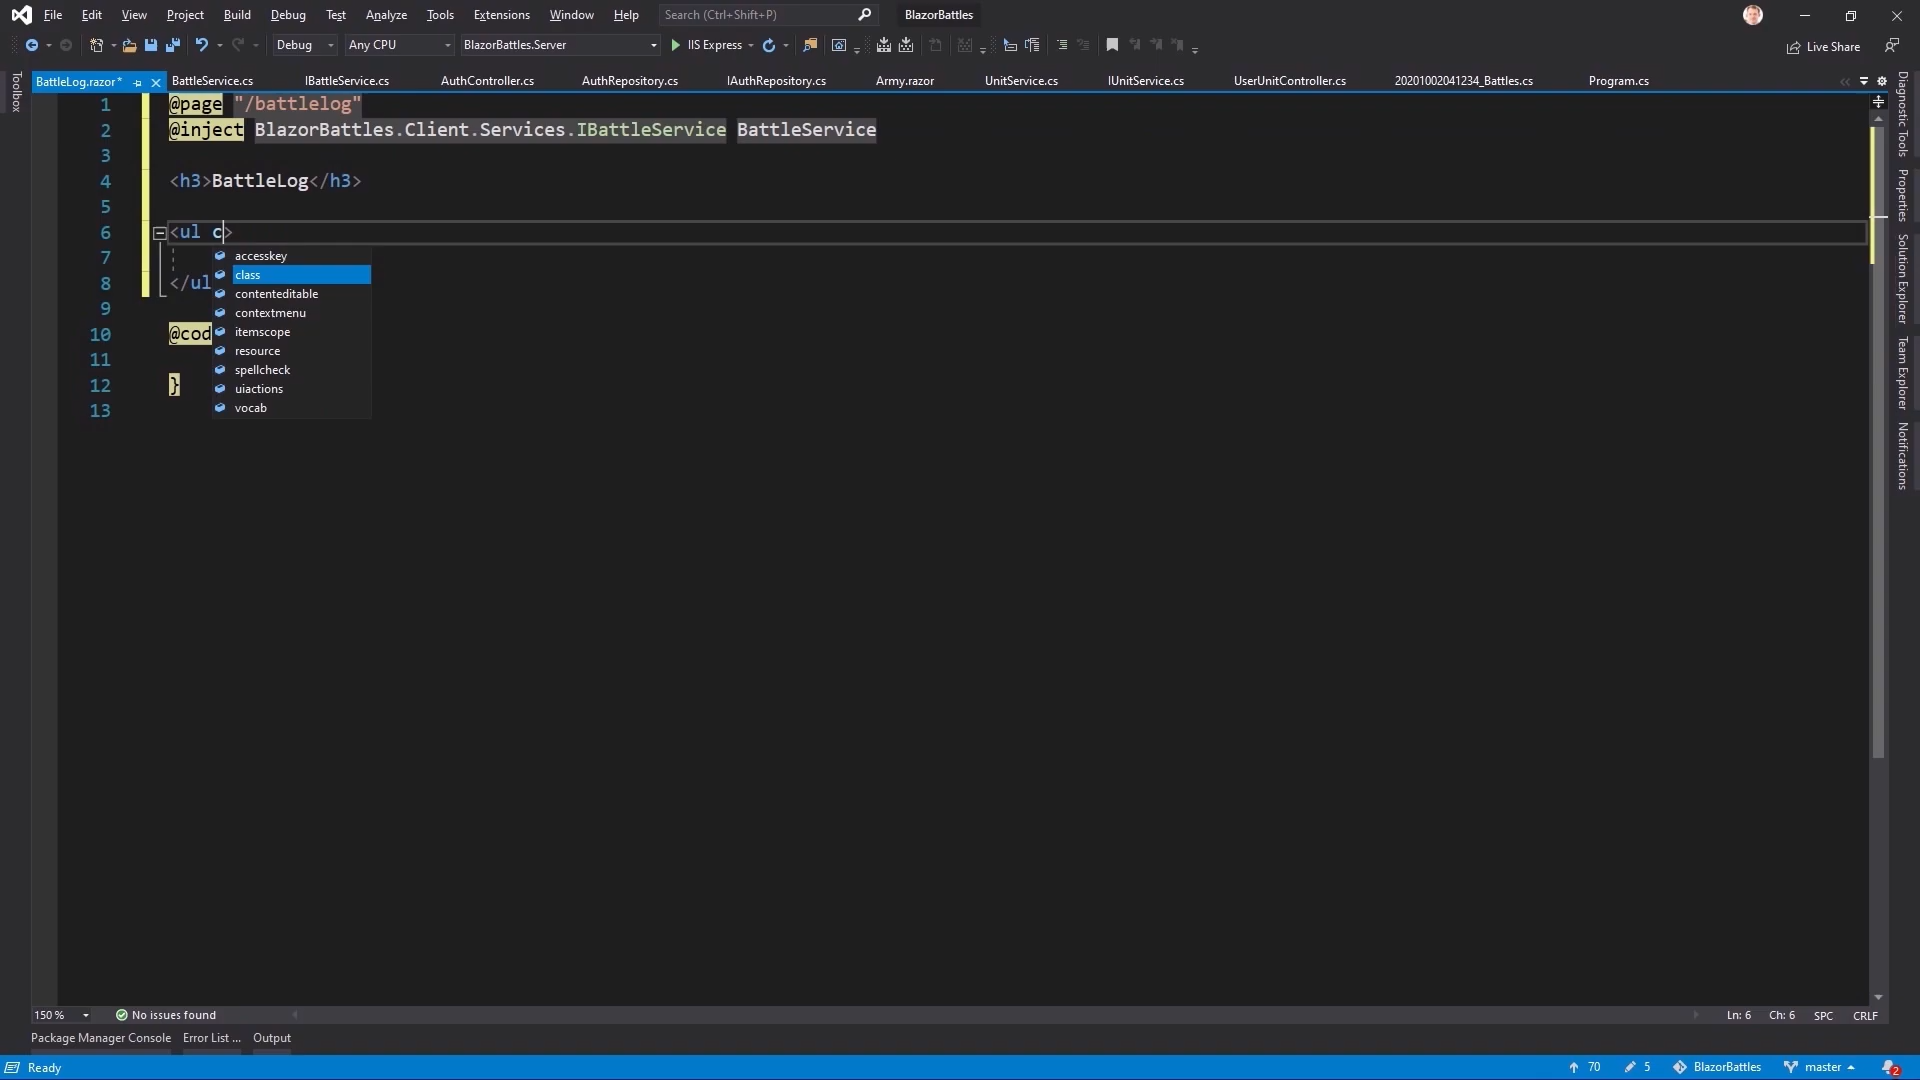 File Edit View Project Build Debug Test Analyze Tools Extensions Window Help Search (Ctrl+Shift+P) BlazorBattles
Debug Any CPU BlazorBattles.Server IIS Express Live Share
Toolbox
BattleLog.razor* BattleService.cs IBattleService.cs AuthController.cs AuthRepository.cs IAuthRepository.cs Army.razor UnitService.cs IUnitService.cs UserUnitController.cs 20201002041234_Battles.cs Program.cs
1 @page "/battlelog"
2 @inject BlazorBattles.Client.Services.IBattleService BattleService
3
4 <h3>BattleLog</h3>
5
6 <ul c>
7
8 </ul
9
10 @cod
11
12 }
13
accesskey
class
contenteditable
contextmenu
itemscope
resource
spellcheck
uiactions
vocab
Diagnostic Tools
Properties
Solution Explorer
Team Explorer
Notifications
150 % No issues found Ln: 6 Ch: 6 SPC CRLF
Package Manager Console Error List ... Output
Ready 70 5 BlazorBattles master 2